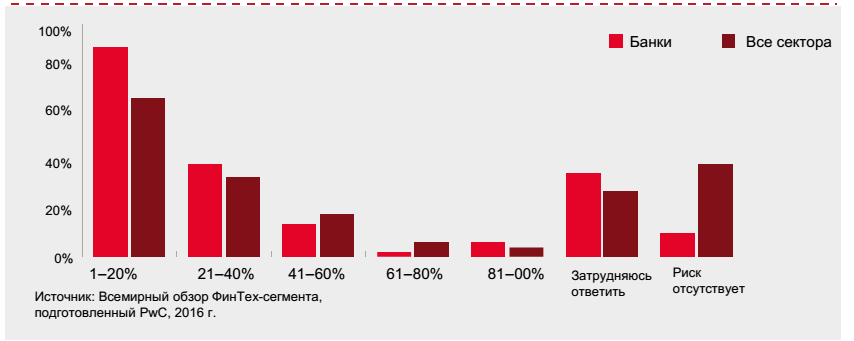 100%
80%
60%
40%
20%
0%
Банки
Все сектора
1–20%
21–40%
41–60%
61–80%
81–00%
Затрудняюсь
ответить
Риск
отсутствует
Источник: Всемирный обзор ФинТех-сегмента,
подготовленный PwC, 2016 г.